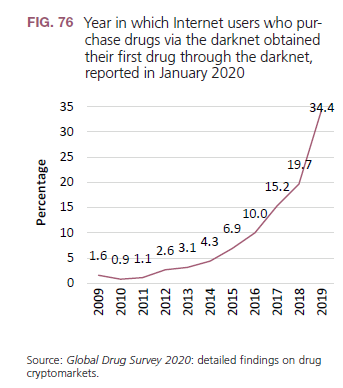 FIG. 76 Year in which Internet users who pur-
chase drugs via the darknet obtained
their first drug through the darknet,
reported in January 2020
35
30
25
20
15
10
5
0
Percentage
1.6 0.9 1.1 2.6 3.1 4.3 6.9 10.0 15.2 19.7 34.4
2009 2010 2011 2012 2013 2014 2015 2016 2017 2018 2019
Source: Global Drug Survey 2020: detailed findings on drug
cryptomarkets.